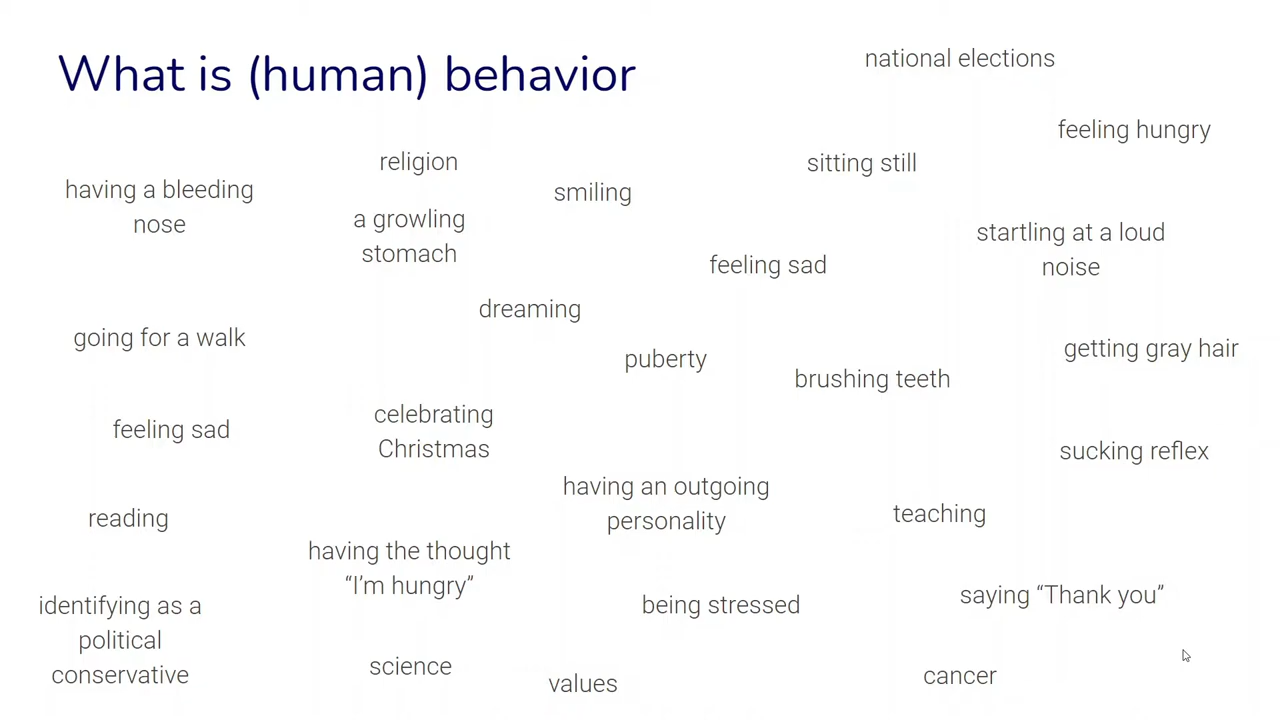 What is (human) behavior
national elections
feeling hungry
religion
sitting still
having a bleeding
nose
smiling
a growling
stomach
startling at a loud
noise
feeling sad
dreaming
going for a walk
puberty
getting gray hair
brushing teeth
feeling sad
celebrating
Christmas
sucking reflex
having an outgoing
personality
reading
teaching
having the thought
“I’m hungry”
being stressed
saying “Thank you”
identifying as a
political
conservative
science
values
cancer